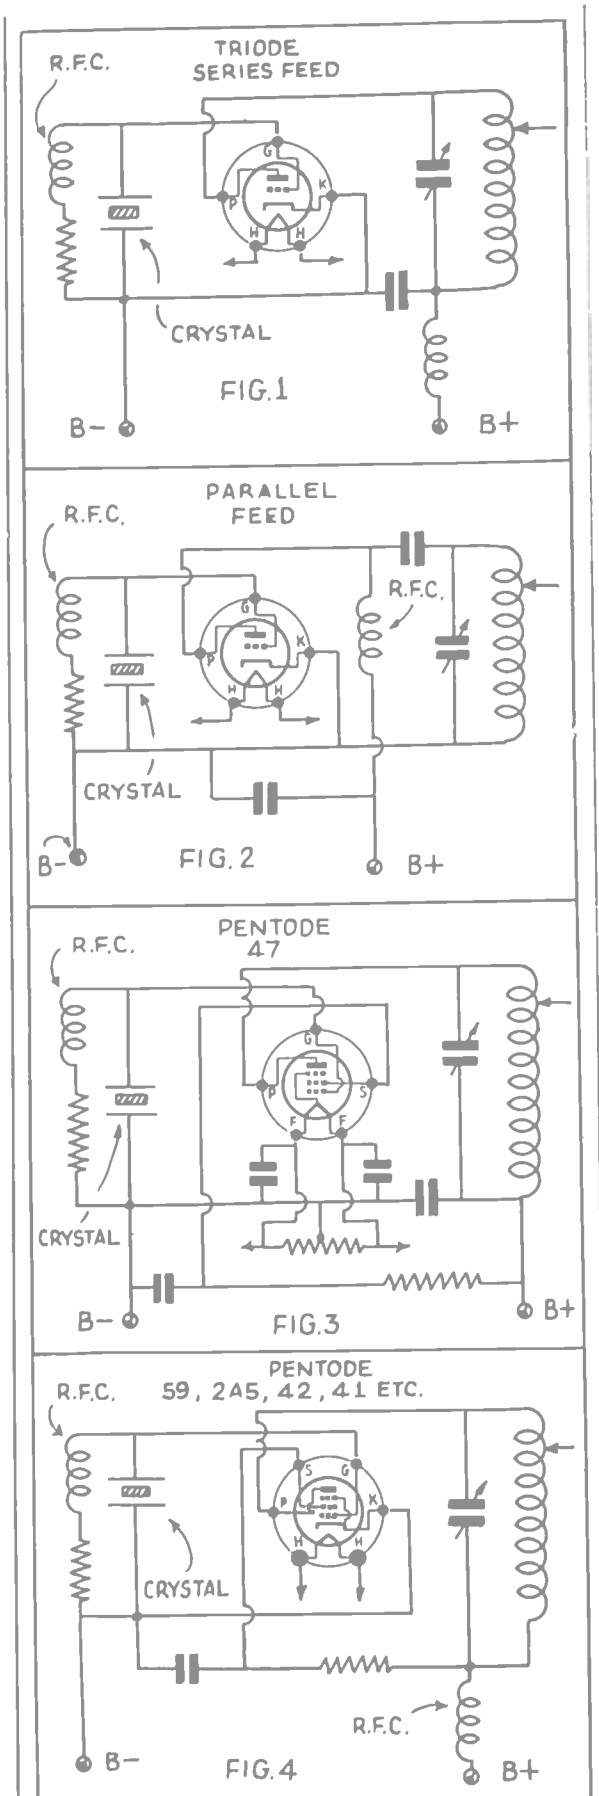 TRIODE
SERIES FEED
R.F.C.
G
P
K
H H
CRYSTAL
FIG.1
B- B+
PARALLEL
FEED
R.F.C.
R.F.C.
G
P
K
H H
CRYSTAL
FIG.2
B- B+
PENTODE
47
R.F.C.
G
P
S
F F
CRYSTAL
FIG.3
B- B+
PENTODE
59, 2A5, 42, 41 ETC.
R.F.C.
S G
P
K
H H
CRYSTAL
R.F.C.
FIG.4
B- B+